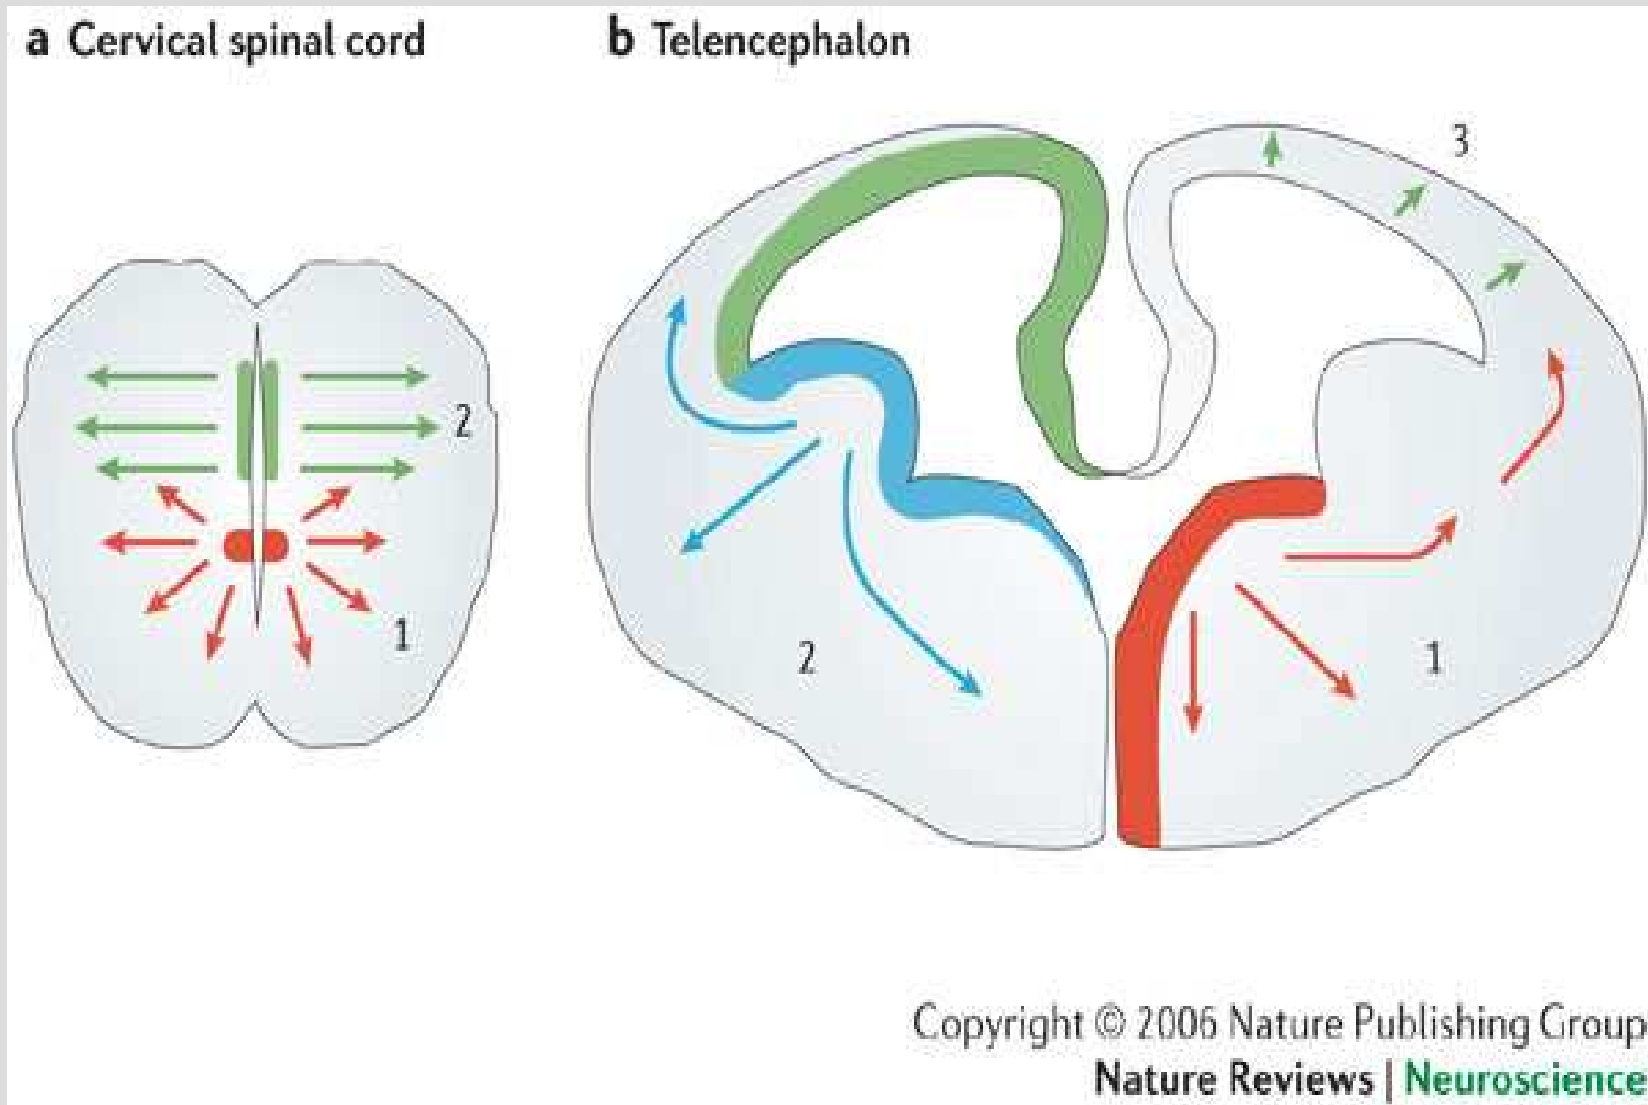 a Cervical spinal cord
b Telencephalon
3
2
1
2
1
Copyright © 2006 Nature Publishing Group
Nature Reviews | Neuroscience